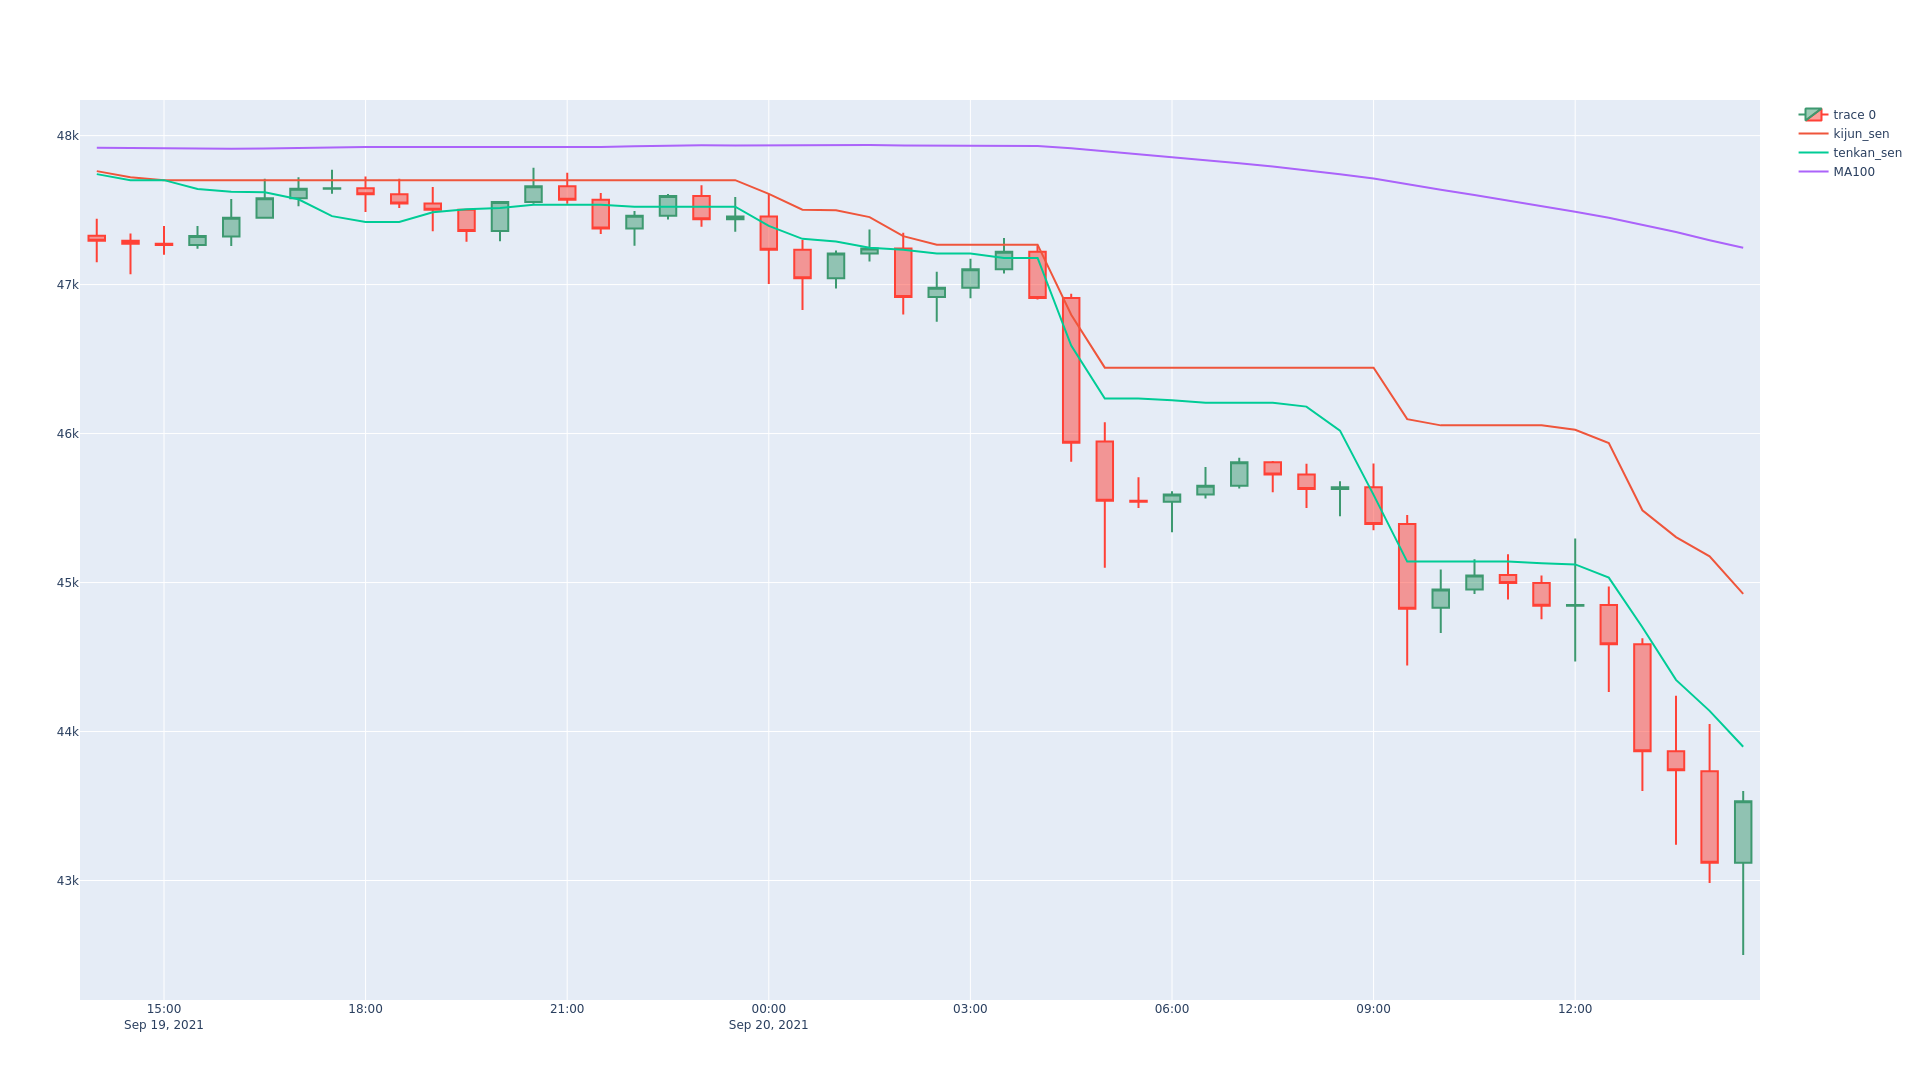 48k
47k
46k
45k
44k
43k
15:00
Sep 19, 2021
18:00
21:00
00:00
Sep 20, 2021
03:00
06:00
09:00
12:00
trace 0
kijun_sen
tenkan_sen
MA100